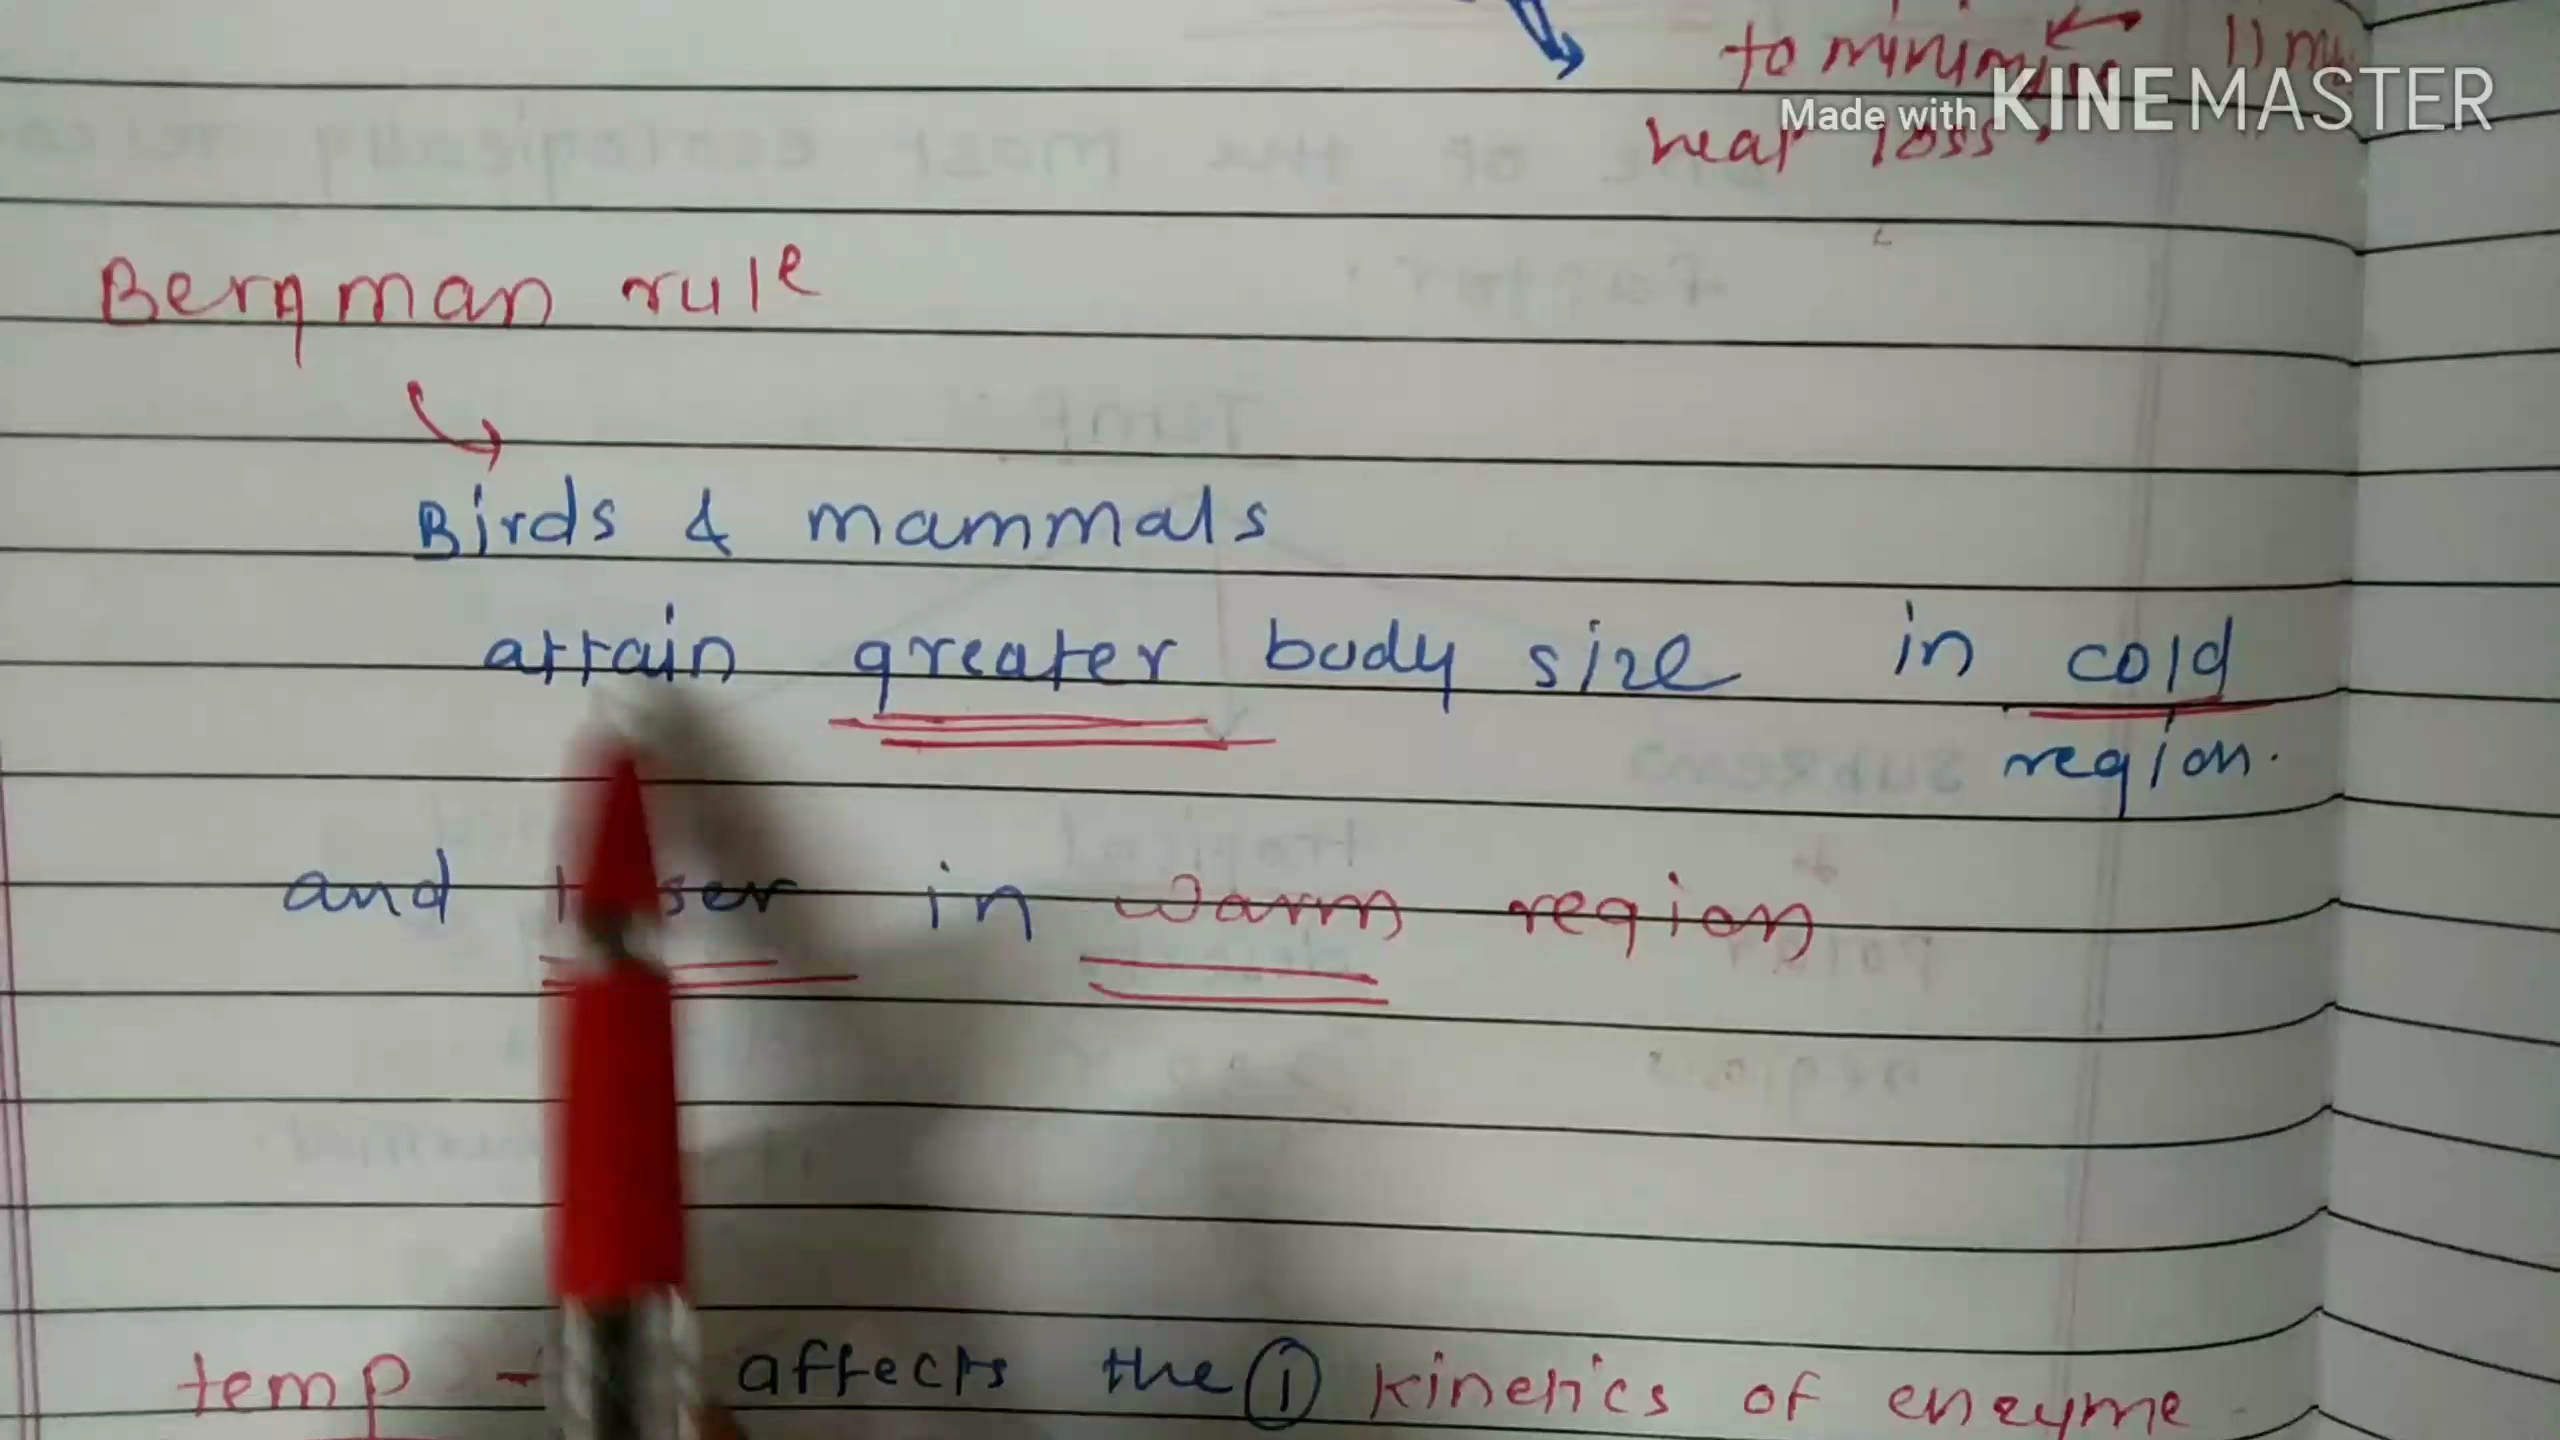 to minimize
Made with KINEMASTER
heat loss.
Bergman rule
Birds & mammals
attain greater body size in cold
region.
and in warm region
temp - affects the ① kinetics of enzyme